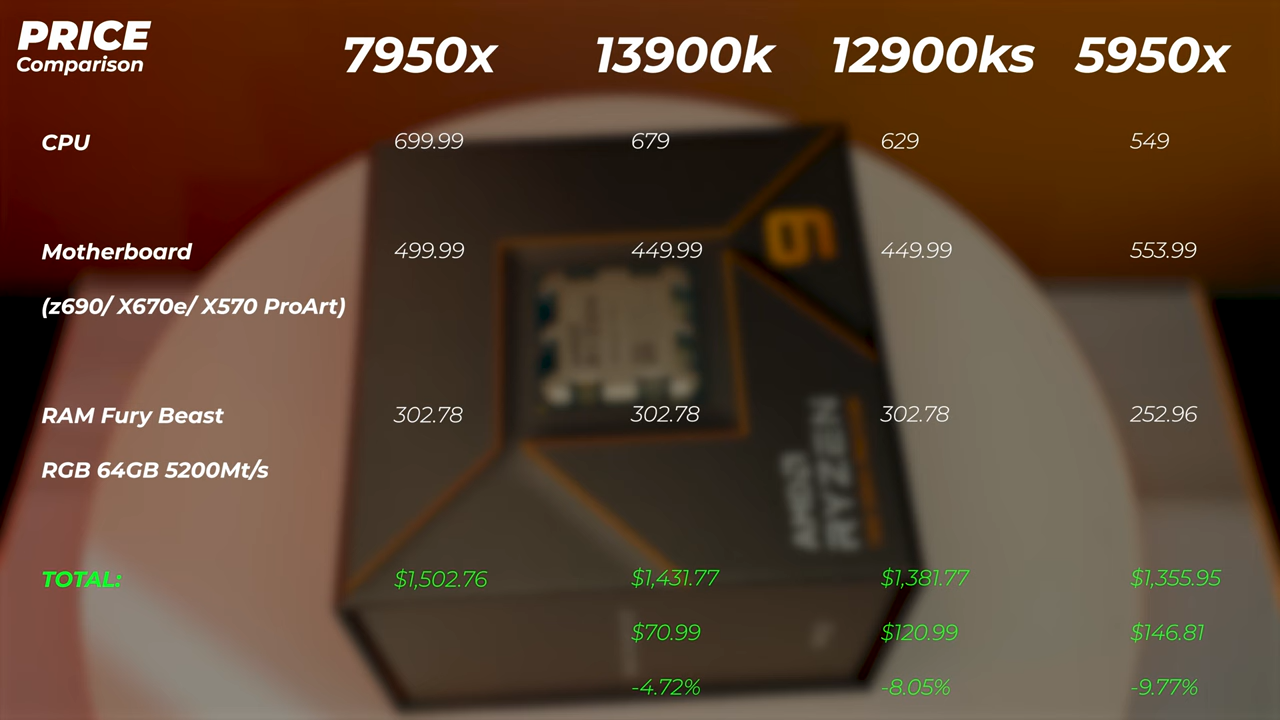 PRICE
Comparison
7950x 13900k 12900ks 5950x
CPU 699.99 679 629 549
Motherboard 499.99 449.99 449.99 553.99
(z690/ X670e/ X570 ProArt)
RAM Fury Beast 302.78 302.78 302.78 252.96
RGB 64GB 5200Mt/s
TOTAL: $1,502.76 $1,431.77 $1,381.77 $1,355.95
$70.99 $120.99 $146.81
-4.72% -8.05% -9.77%
9
AMD
RYZEN